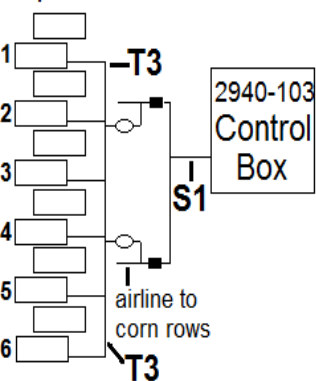 1
T3
2
2940-103
Control
Box
3
S1
4
5
airline to
corn rows
6
T3